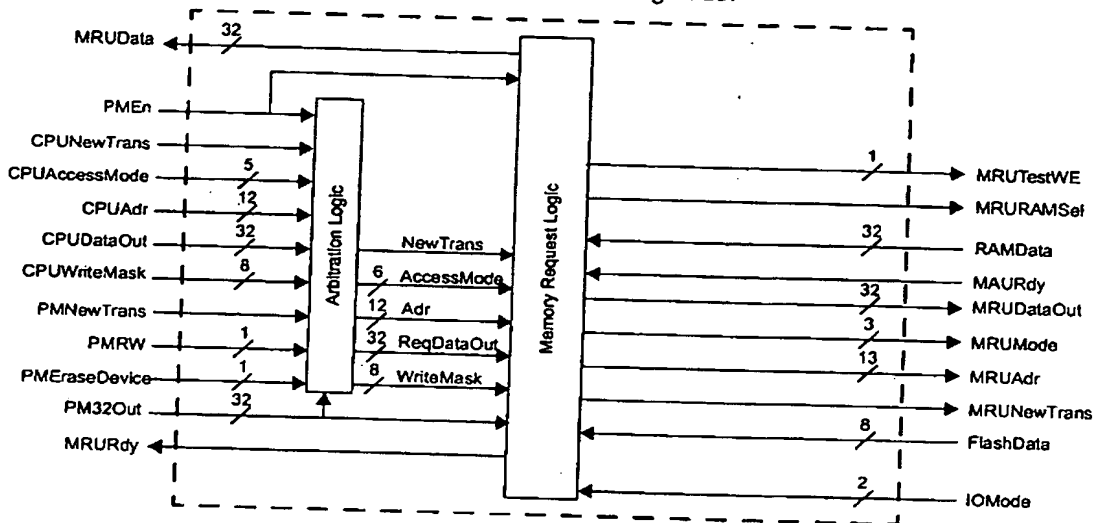 MRUData
32
PMEn
CPUNewTrans
CPUAccessMode
5
CPUAdr
12
CPUDataOut
32
CPUWriteMask
8
PMNewTrans
PMRW
1
PMEraseDevice
1
PM32Out
32
MRURdy
Arbitration Logic
NewTrans
6
AccessMode
12
Adr
32
ReqDataOut
8
WriteMask
Memory Request Logic
1
MRUTestWE
MRURAMSel
32
RAMData
MAURdy
32
MRUDataOut
3
MRUMode
13
MRUAdr
MRUNewTrans
8
FlashData
2
IOMode